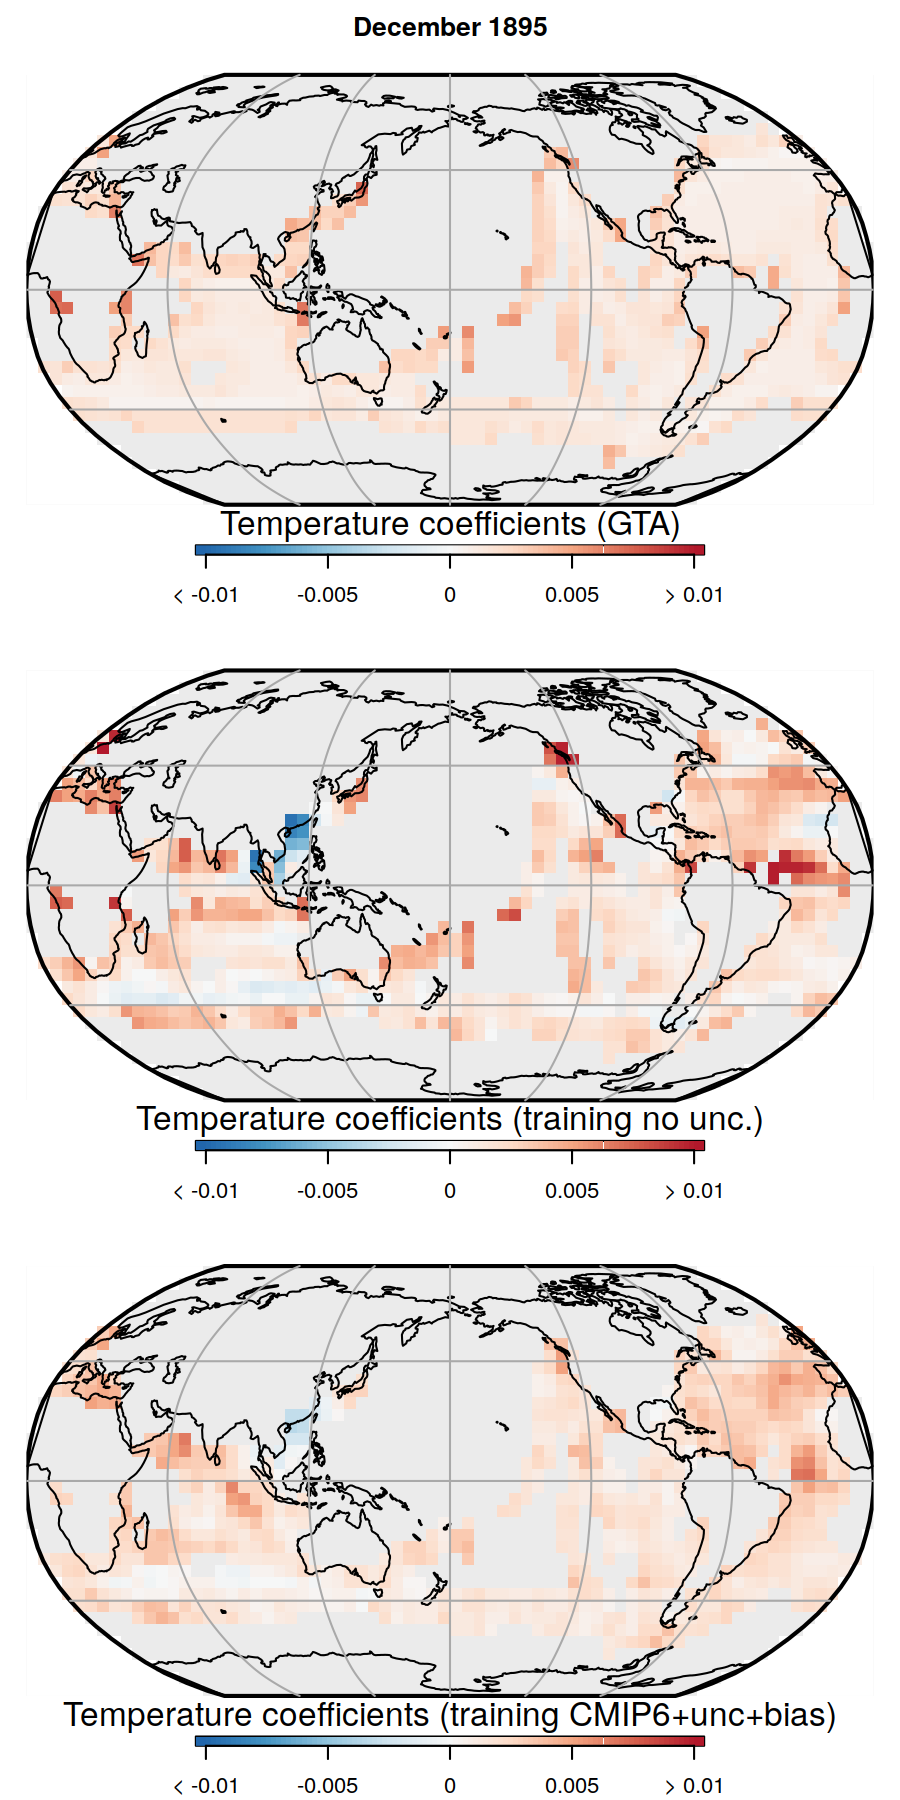 December 1895
Temperature coefficients (GTA)
< -0.01 -0.005 0 0.005 > 0.01
Temperature coefficients (training no unc.)
< -0.01 -0.005 0 0.005 > 0.01
Temperature coefficients (training CMIP6+unc+bias)
< -0.01 -0.005 0 0.005 > 0.01